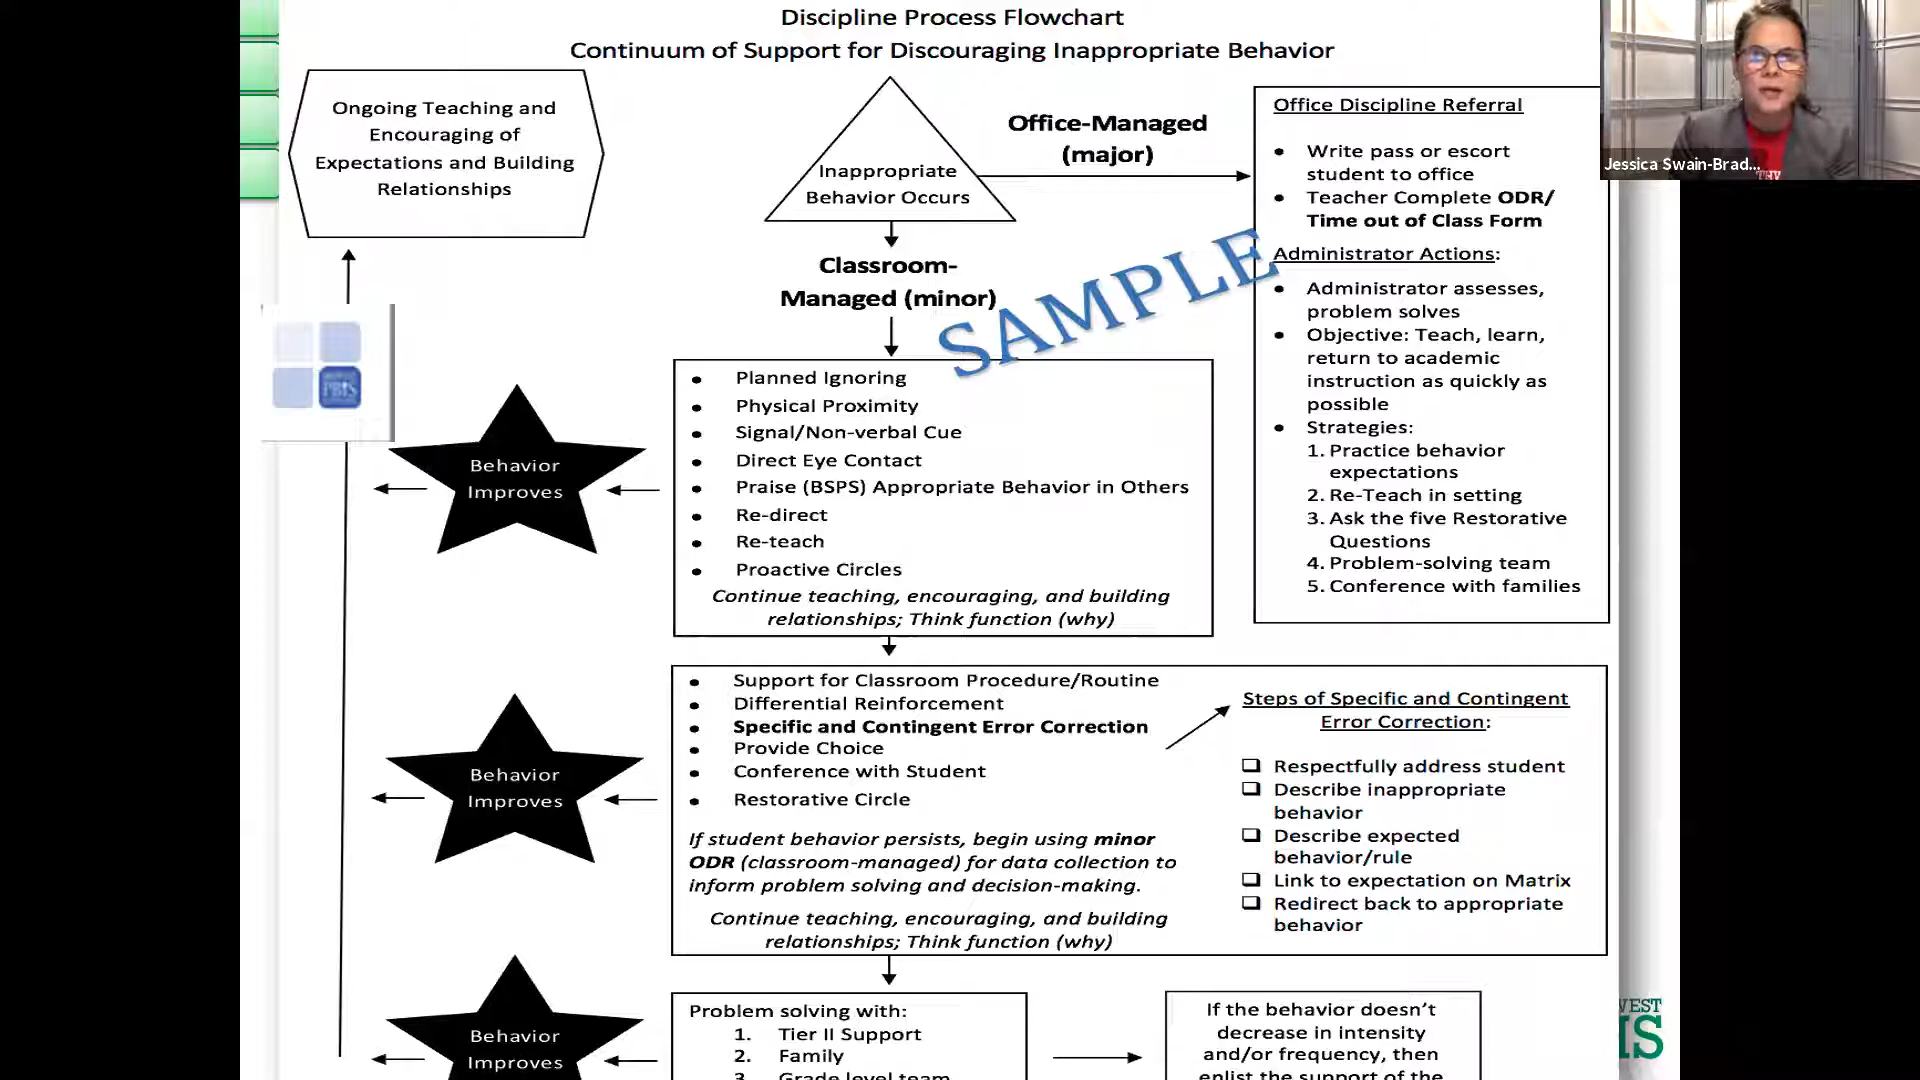 Discipline Process Flowchart
Continuum of Support for Discouraging Inappropriate Behavior
Ongoing Teaching and
Encouraging of
Expectations and Building
Relationships
Inappropriate
Behavior Occurs
Office-Managed
(major)
Office Discipline Referral
• Write pass or escort
student to office
• Teacher Complete ODR/
Time out of Class Form
Administrator Actions:
• Administrator assesses,
problem solves
• Objective: Teach, learn,
return to academic
instruction as quickly as
possible
• Strategies:
1. Practice behavior
expectations
2. Re-Teach in setting
3. Ask the five Restorative
Questions
4. Problem-solving team
5. Conference with families
Jessica Swain-Brad...
Classroom-
Managed (minor)
SAMPLE
PBIS
• Planned Ignoring
• Physical Proximity
• Signal/Non-verbal Cue
• Direct Eye Contact
• Praise (BSPS) Appropriate Behavior in Others
• Re-direct
• Re-teach
• Proactive Circles
Continue teaching, encouraging, and building
relationships; Think function (why)
Behavior
Improves
• Support for Classroom Procedure/Routine
• Differential Reinforcement
• Specific and Contingent Error Correction
• Provide Choice
• Conference with Student
• Restorative Circle
If student behavior persists, begin using minor
ODR (classroom-managed) for data collection to
inform problem solving and decision-making.
Continue teaching, encouraging, and building
relationships; Think function (why)
Steps of Specific and Contingent
Error Correction:
❑ Respectfully address student
❑ Describe inappropriate
behavior
❑ Describe expected
behavior/rule
❑ Link to expectation on Matrix
❑ Redirect back to appropriate
behavior
Behavior
Improves
Behavior
Improves
Problem solving with:
1. Tier II Support
2. Family
3. Grade level team
If the behavior doesn't
decrease in intensity
and/or frequency, then
enlist the support of the